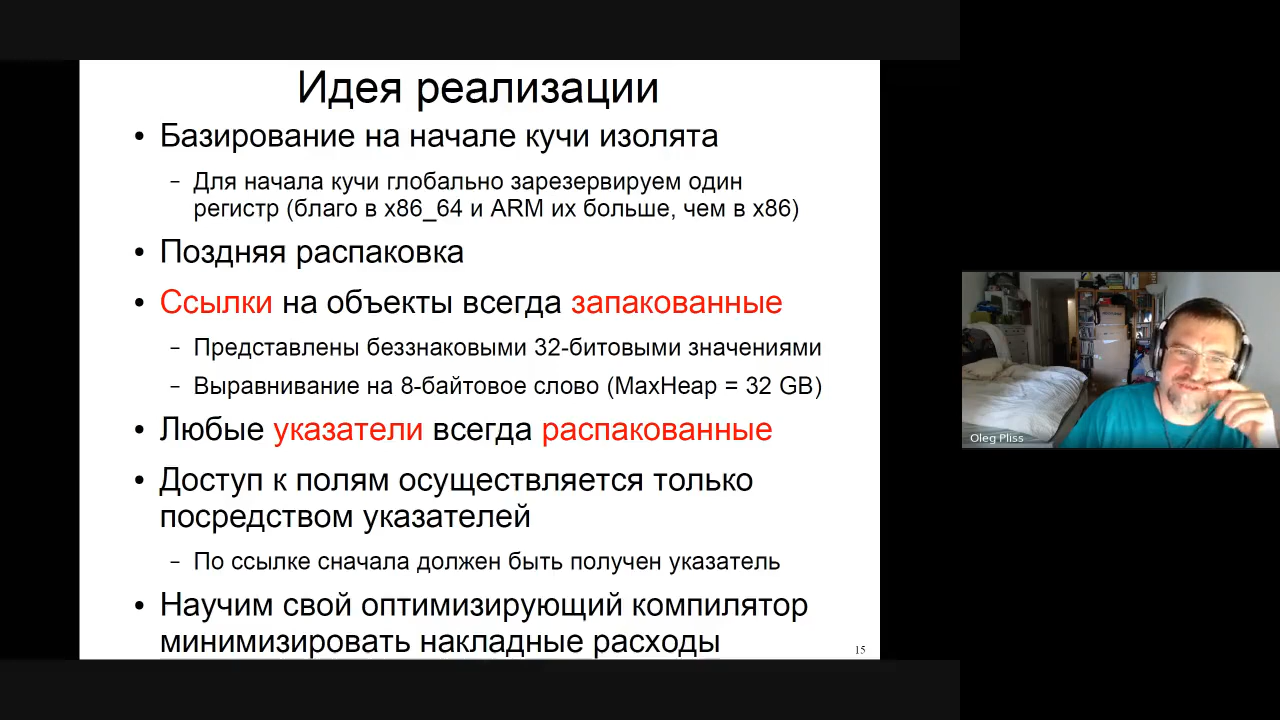 Идея реализации
• Базирование на начале кучи изолята
– Для начала кучи глобально зарезервируем один
регистр (благо в x86_64 и ARM их больше, чем в x86)
• Поздняя распаковка
• Ссылки на объекты всегда запакованные
– Представлены беззнаковыми 32-битовыми значениями
– Выравнивание на 8-байтовое слово (MaxHeap = 32 GB)
• Любые указатели всегда распакованные
• Доступ к полям осуществляется только
посредством указателей
– По ссылке сначала должен быть получен указатель
• Научим свой оптимизирующий компилятор
минимизировать накладные расходы
15
Oleg Pliss